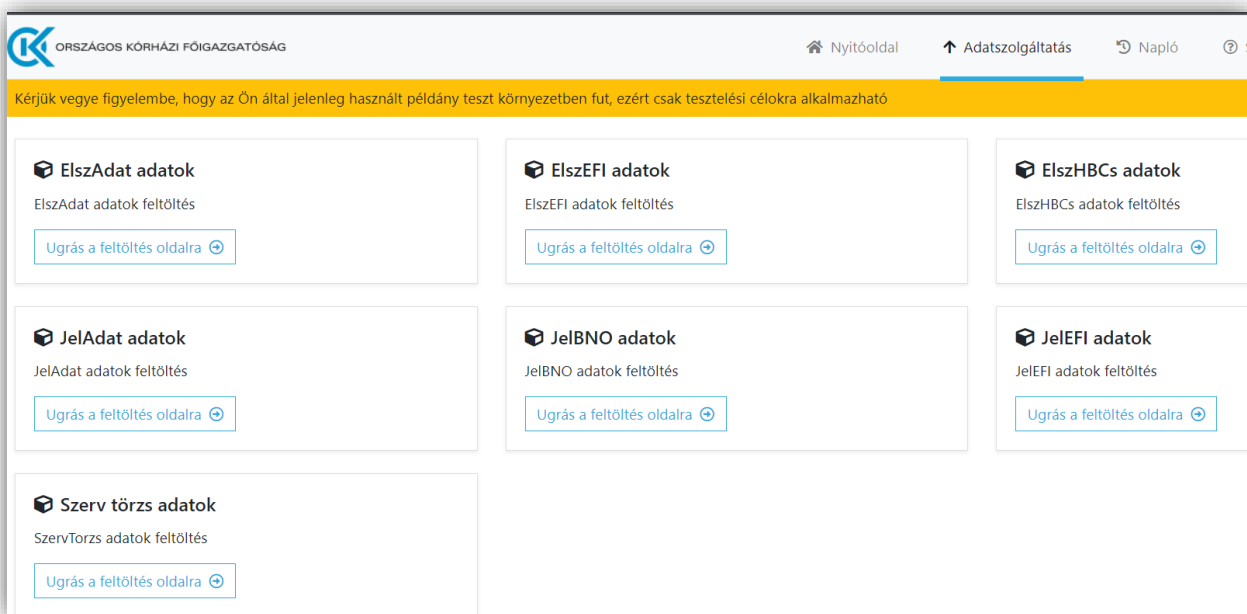 ORSZÁGOS KÓRHÁZI FŐIGAZGATÓSÁG
Nyitóoldal
Adatszolgáltatás
Napló
Kérjük vegye figyelembe, hogy az Ön által jelenleg használt példány teszt környezetben fut, ezért csak tesztelési célokra alkalmazható
ElszAdat adatok
ElszAdat adatok feltöltés
Ugrás a feltöltés oldalra
ElszEFI adatok
ElszEFI adatok feltöltés
Ugrás a feltöltés oldalra
ElszHBCs adatok
ElszHBCs adatok feltöltés
Ugrás a feltöltés oldalra
JelAdat adatok
JelAdat adatok feltöltés
Ugrás a feltöltés oldalra
JelBNO adatok
JelBNO adatok feltöltés
Ugrás a feltöltés oldalra
JelEFI adatok
JelEFI adatok feltöltés
Ugrás a feltöltés oldalra
Szerv törzs adatok
SzervTorzs adatok feltöltés
Ugrás a feltöltés oldalra